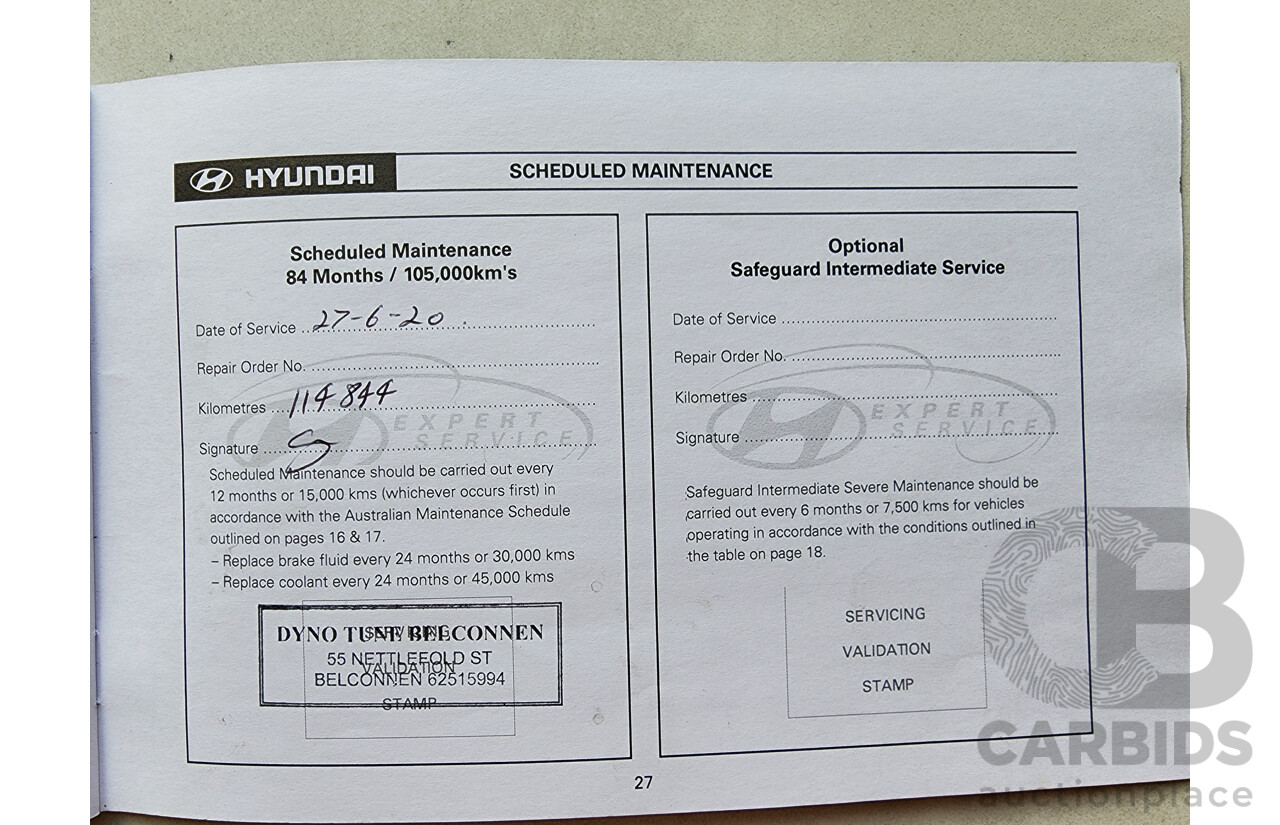 HYUNDAI
SCHEDULED MAINTENANCE
Scheduled Maintenance
84 Months / 105,000km's
Date of Service 27-6-20
Repair Order No.
Kilometres 114844
Signature
EXPERT
SERVICE
Scheduled Maintenance should be carried out every
12 months or 15,000 kms (whichever occurs first) in
accordance with the Australian Maintenance Schedule
outlined on pages 16 & 17.
– Replace brake fluid every 24 months or 30,000 kms
– Replace coolant every 24 months or 45,000 kms
SERVICING
VALIDATION
STAMP
DYNO TUNE BELCONNEN
55 NETTLEFOLD ST
BELCONNEN 62515994
Optional
Safeguard Intermediate Service
Date of Service
Repair Order No.
Kilometres
Signature
EXPERT
SERVICE
Safeguard Intermediate Severe Maintenance should be
carried out every 6 months or 7,500 kms for vehicles
operating in accordance with the conditions outlined in
the table on page 18.
SERVICING
VALIDATION
STAMP
27
CB
CARBIDS
auctionplace